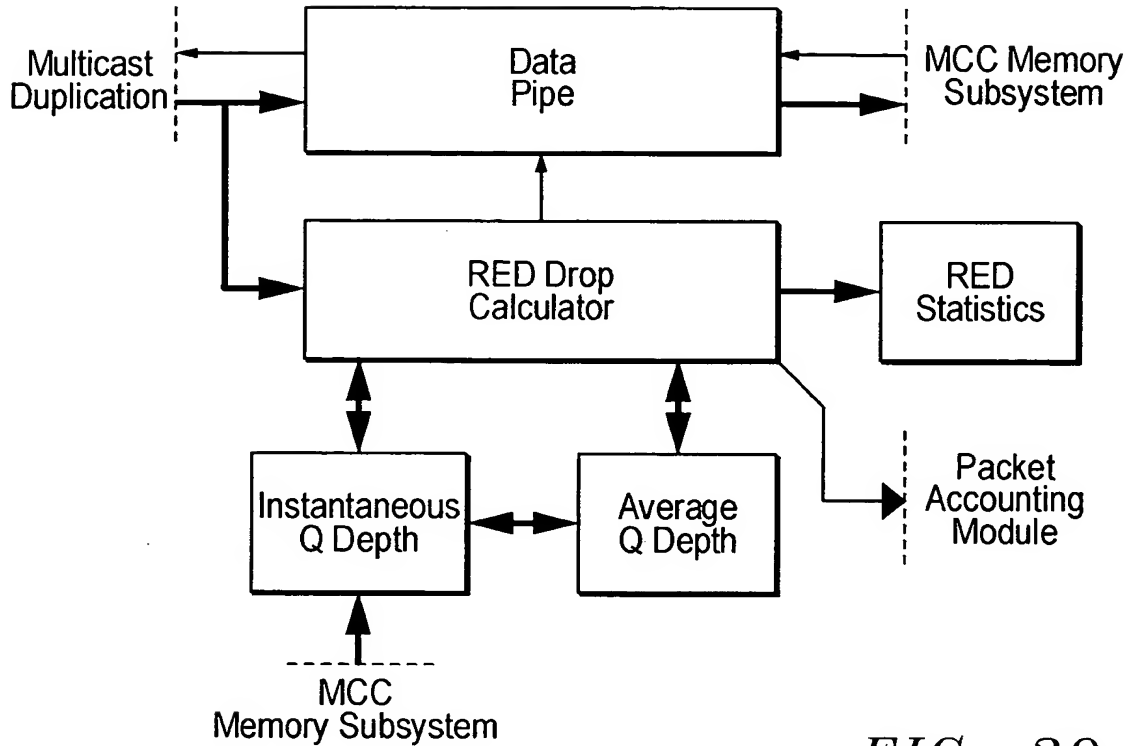 Multicast
Duplication
Data
Pipe
MCC Memory
Subsystem
RED Drop
Calculator
RED
Statistics
Instantaneous
Q Depth
Average
Q Depth
Packet
Accounting
Module
MCC
Memory Subsystem